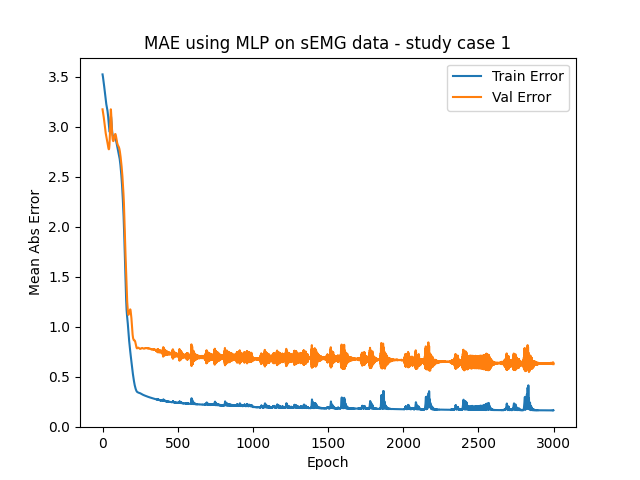 MAE using MLP on sEMG data - study case 1
Train Error
Val Error
Mean Abs Error
3.5
3.0
2.5
2.0
1.5
1.0
0.5
0.0
0 500 1000 1500 2000 2500 3000
Epoch